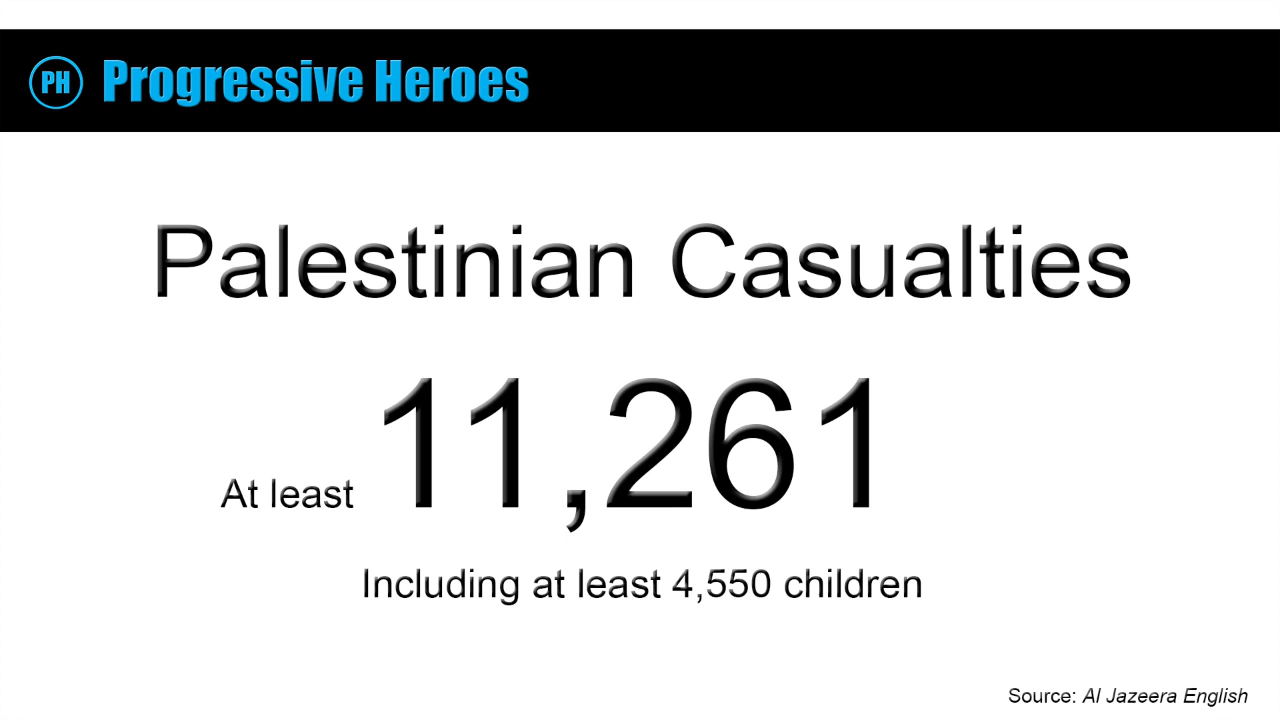 PH Progressive Heroes
Palestinian Casualties
At least 11,261
Including at least 4,550 children
Source: Al Jazeera English